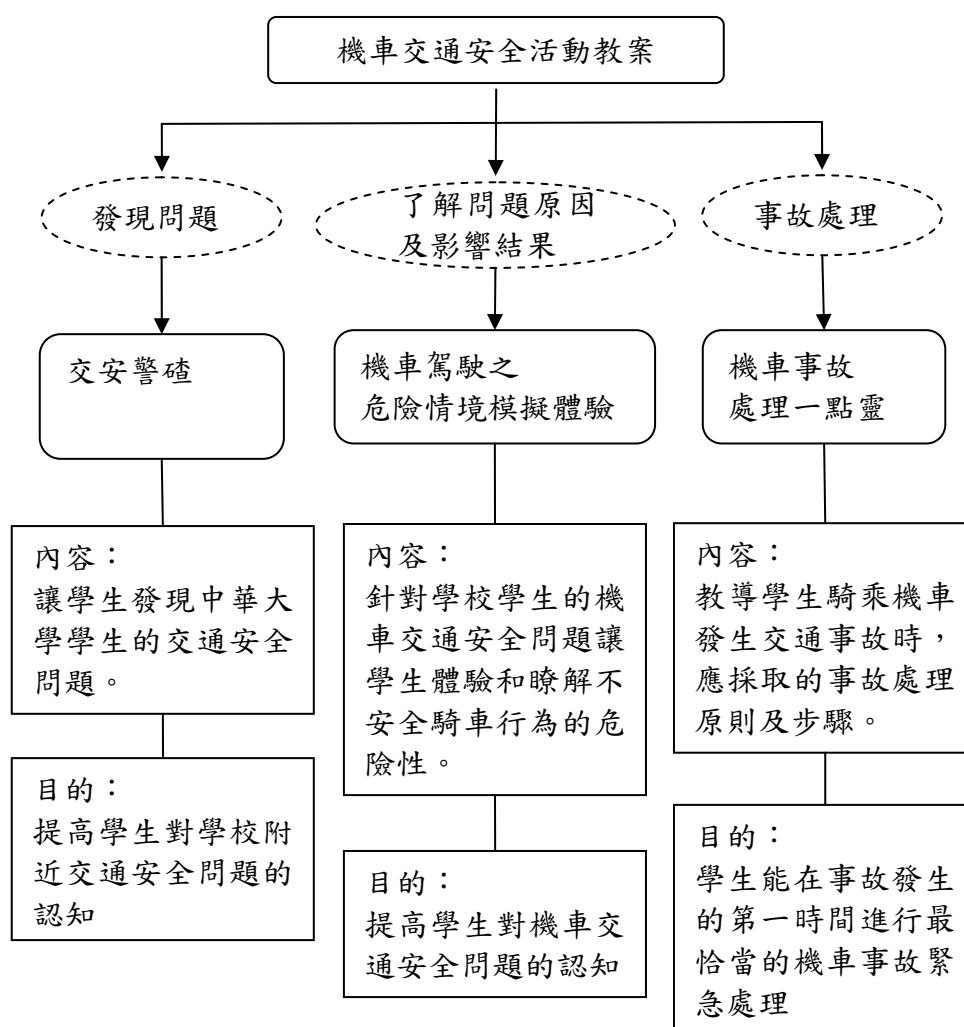 機車交通安全活動教案
發現問題
交安警碴
內容：
讓學生發現中華大
學學生的交通安全
問題。
目的：
提高學生對學校附
近交通安全問題的
認知
了解問題原因
及影響結果
機車駕駛之
危險情境模擬體驗
內容：
針對學校學生的機
車交通安全問題讓
學生體驗和瞭解不
安全騎車行為的危
險性。
目的：
提高學生對機車交
通安全問題的認知
事故處理
機車事故
處理一點靈
內容：
教導學生騎乘機車
發生交通事故時，
應採取的事故處理
原則及步驟。
目的：
學生能在事故發生
的第一時間進行最
恰當的機車事故緊
急處理